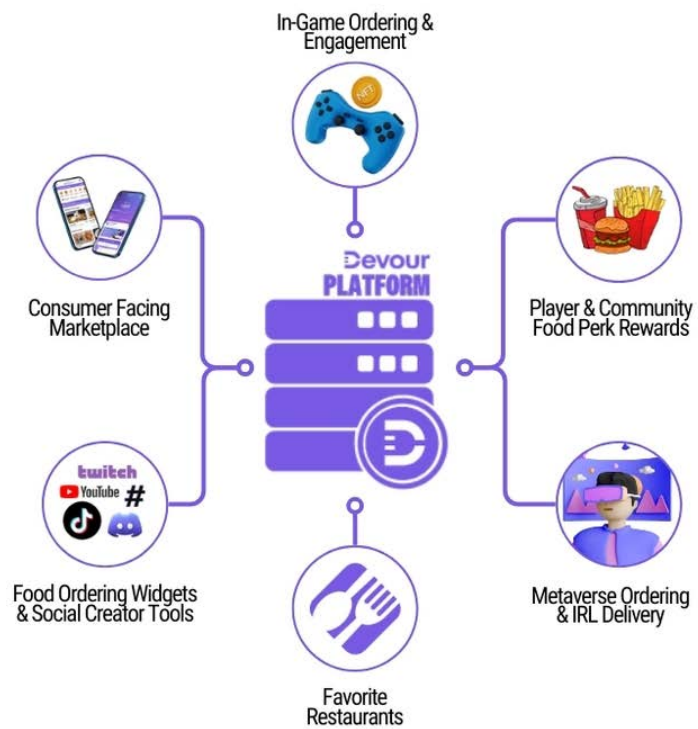 In-Game Ordering &
Engagement
NFT
Devour
PLATFORM
Consumer Facing
Marketplace
Player & Community
Food Perk Rewards
twitch
YouTube #
Food Ordering Widgets
& Social Creator Tools
Metaverse Ordering
& IRL Delivery
Favorite
Restaurants